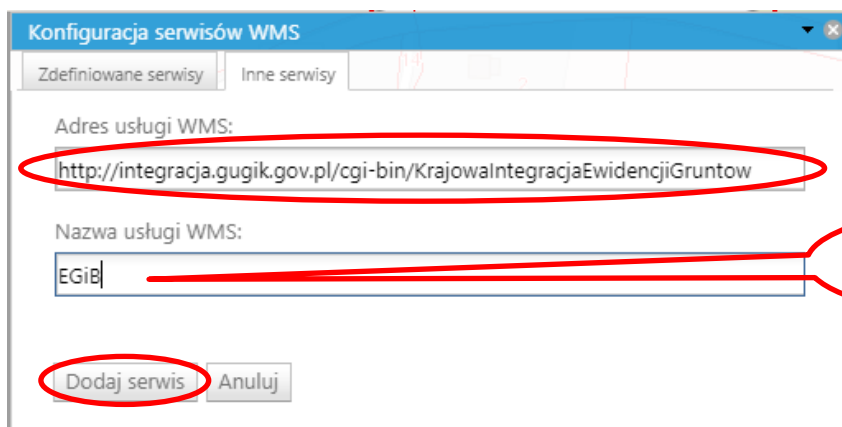 Konfiguracja serwisów WMS
Zdefiniowane serwisy Inne serwisy
Adres usługi WMS:
http://integracja.gugik.gov.pl/cgi-bin/KrajowaIntegracjaEwidencjiGruntow
Nazwa usługi WMS:
EGiB
Dodaj serwis Anuluj